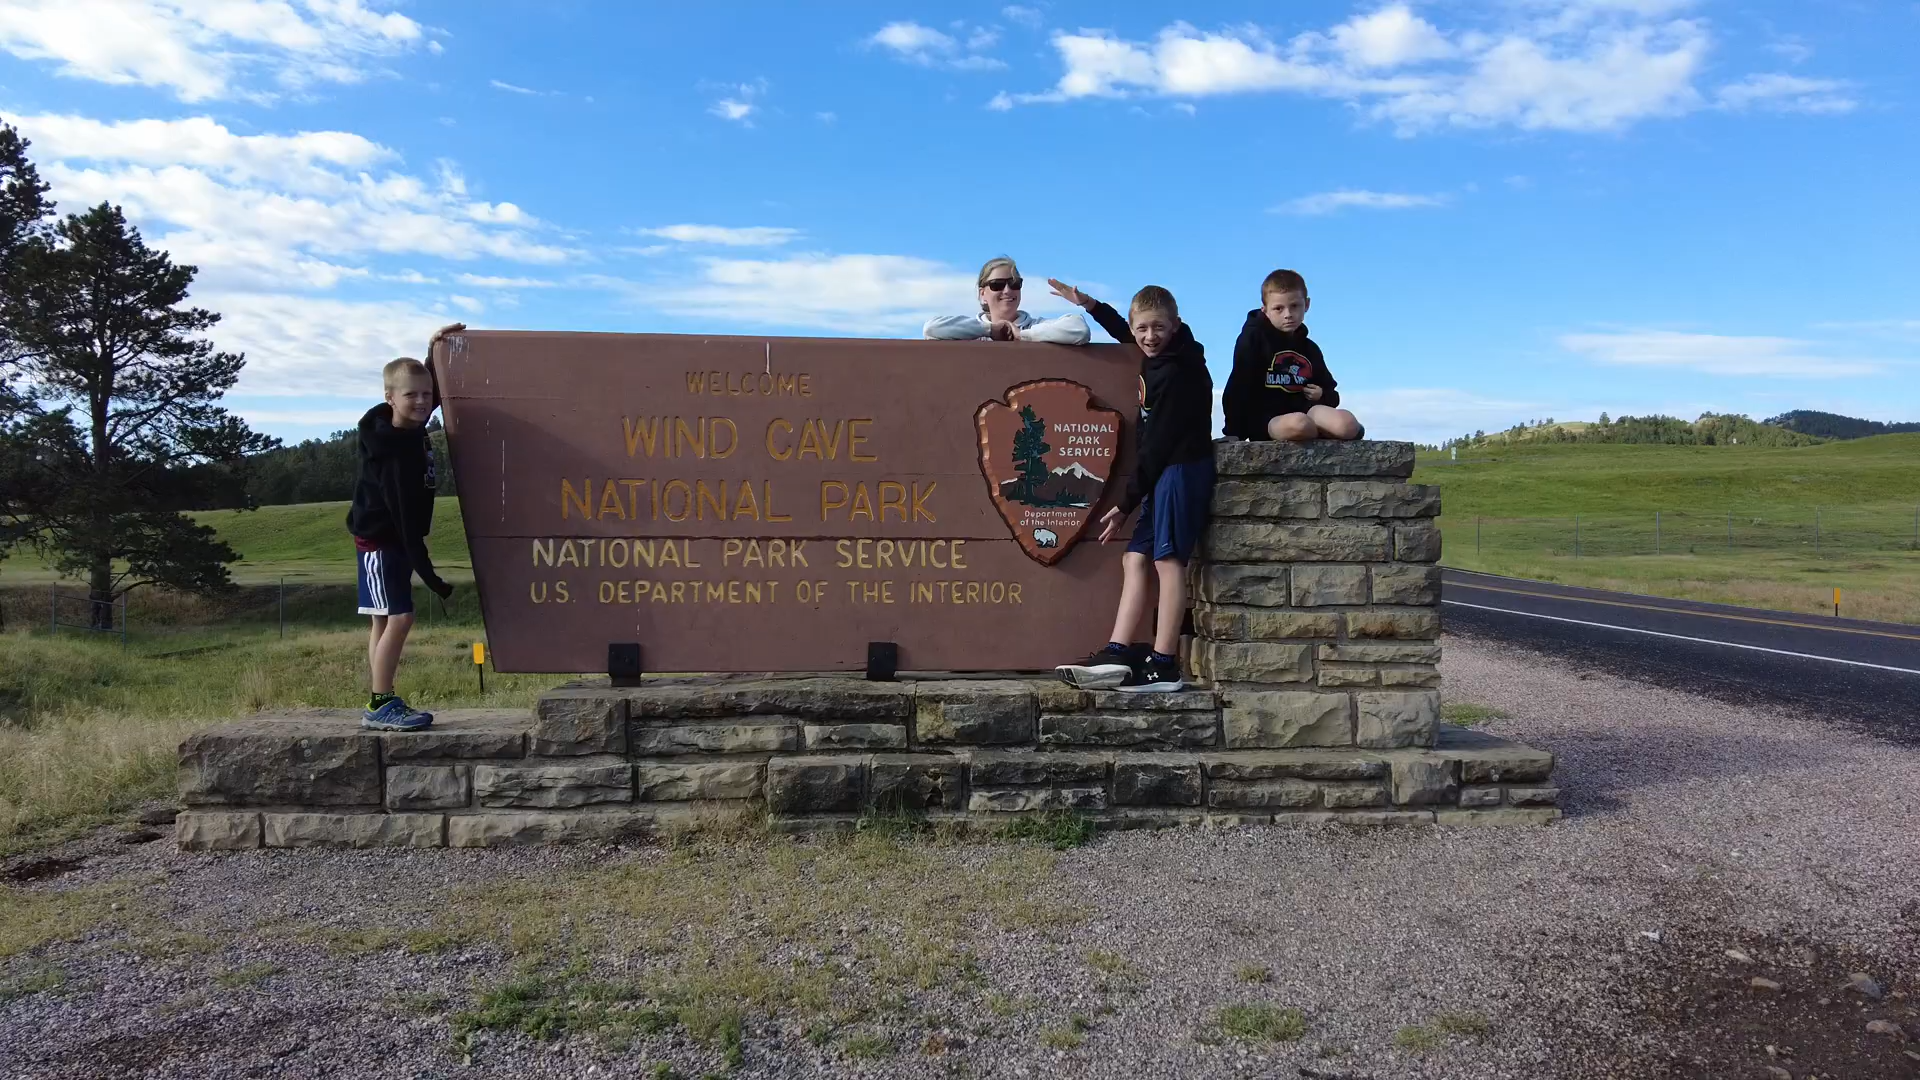 WELCOME
WIND CAVE
NATIONAL PARK
NATIONAL PARK SERVICE
U.S. DEPARTMENT OF THE INTERIOR
NATIONAL
PARK
SERVICE
Department
of the Interior
ISLAND